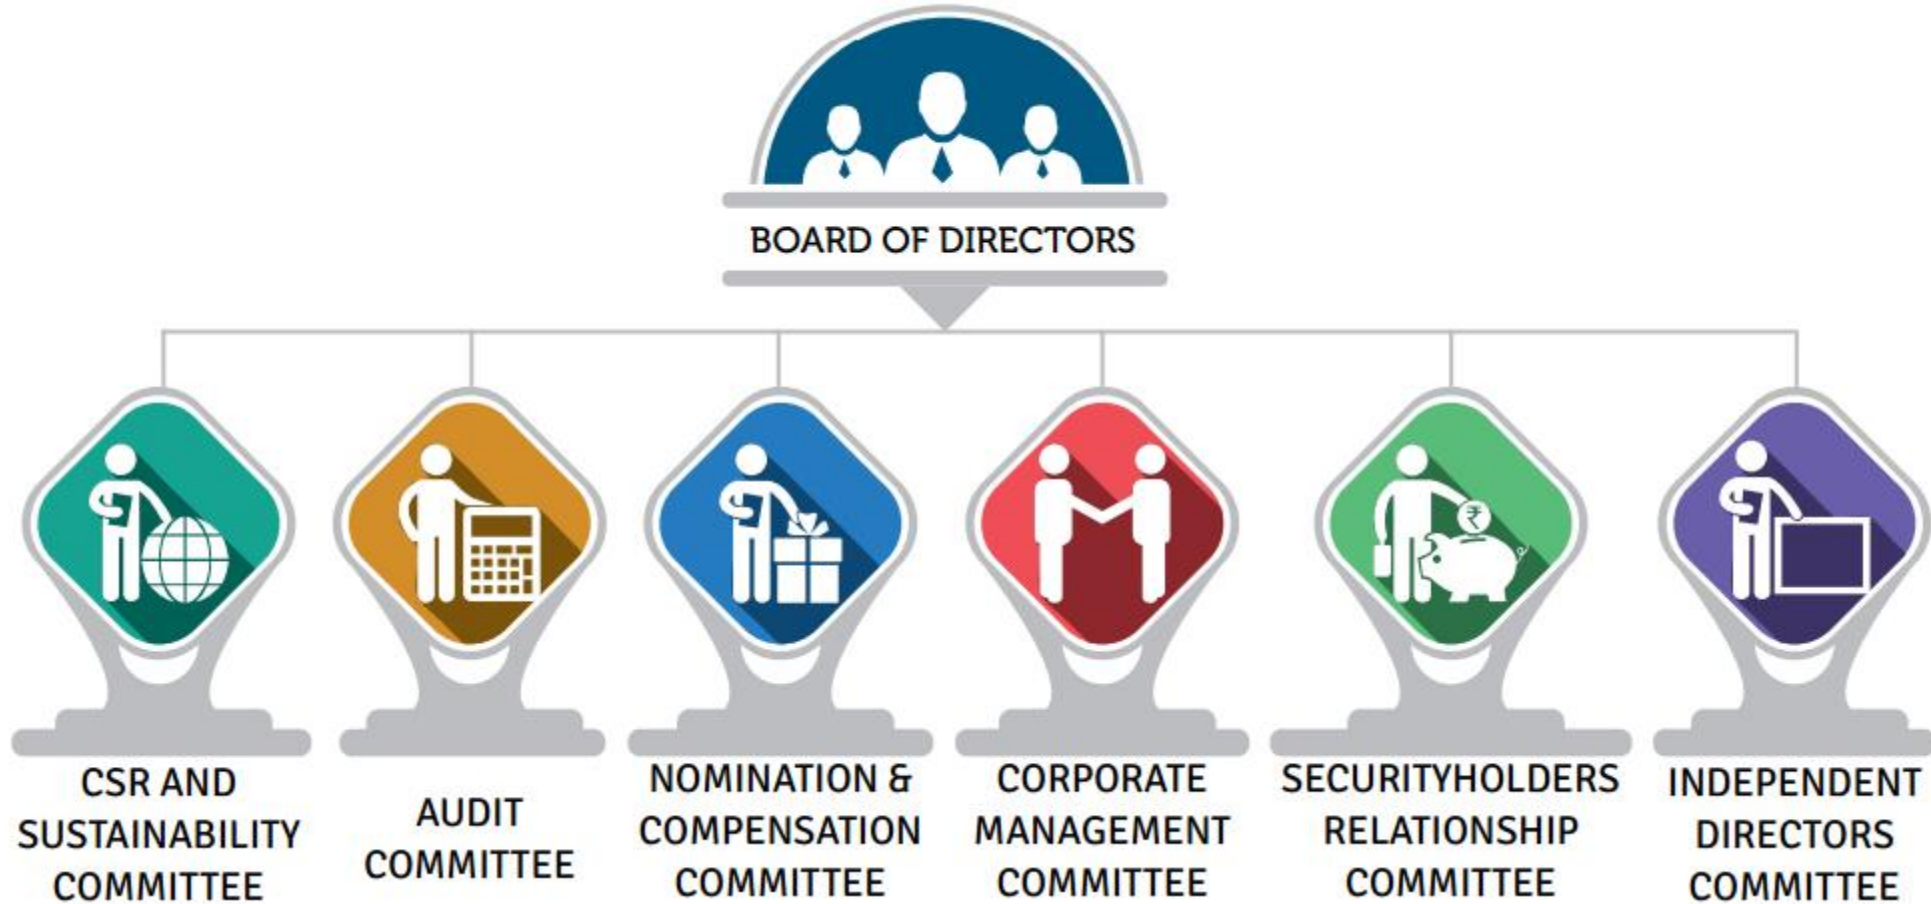 BOARD OF DIRECTORS
₹
CSR AND
SUSTAINABILITY
COMMITTEE
AUDIT
COMMITTEE
NOMINATION &
COMPENSATION
COMMITTEE
CORPORATE
MANAGEMENT
COMMITTEE
SECURITYHOLDERS
RELATIONSHIP
COMMITTEE
INDEPENDENT
DIRECTORS
COMMITTEE